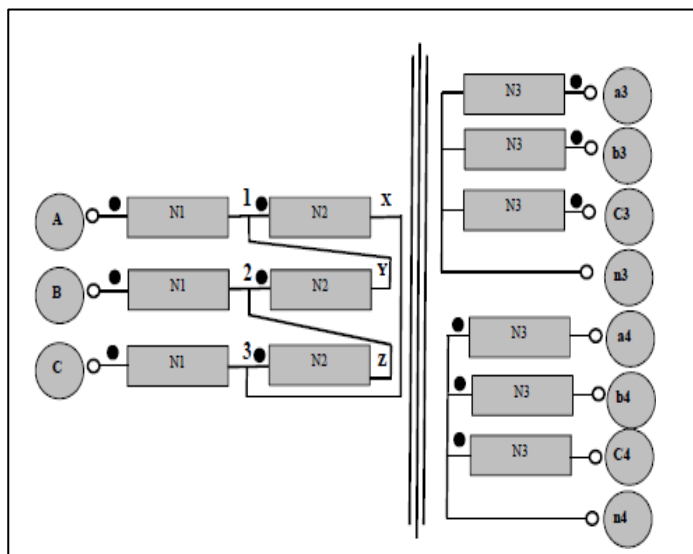 N3 a3
N3 b3
N3 C3
n3
A N1 1 N2 X
B N1 2 N2 Y
C N1 3 N2 Z
N3 a4
N3 b4
N3 C4
n4